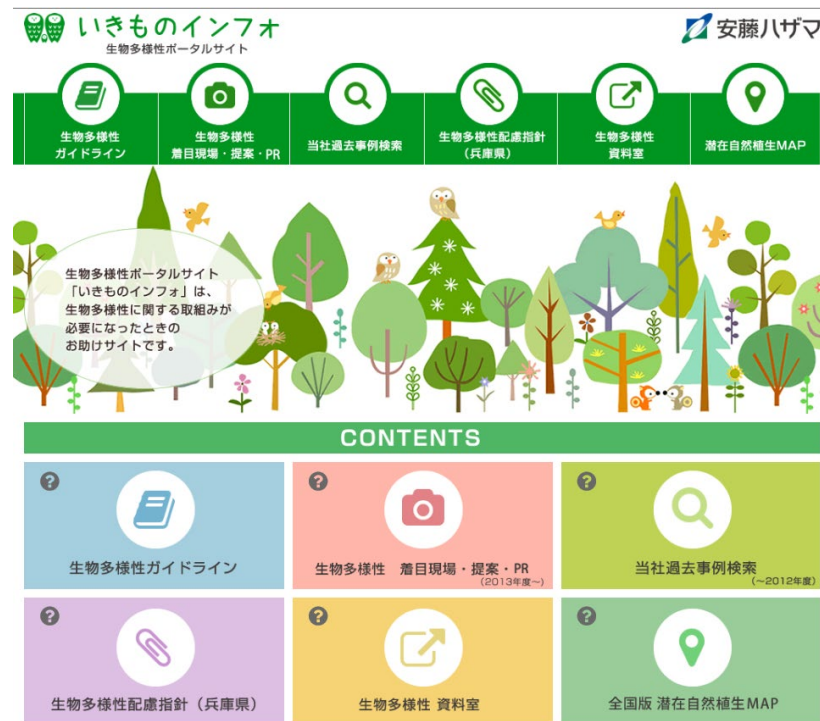 いきものインフォ
生物多様性ポータルサイト
安藤ハザマ
生物多様性
ガイドライン
生物多様性
着目現場・提案・PR
当社過去事例検索
生物多様性配慮指針
（兵庫県）
生物多様性
資料室
潜在自然植生MAP
生物多様性ポータルサイト
「いきものインフォ」は、
生物多様性に関する取組みが
必要になったときの
お助けサイトです。
CONTENTS
?
生物多様性ガイドライン
?
生物多様性　着目現場・提案・PR
(2013年度～)
?
当社過去事例検索
(～2012年度)
?
生物多様性配慮指針（兵庫県）
?
生物多様性 資料室
?
全国版 潜在自然植生MAP